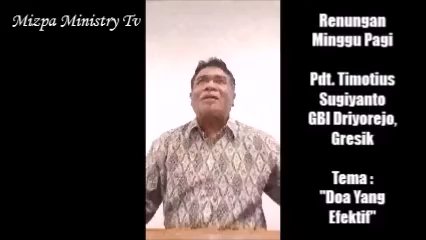 Mizpa Ministry Tv
Renungan
Minggu Pagi
Pdt. Timotius
Sugiyanto
GBI Driyorejo,
Gresik
Tema :
"Doa Yang
Efektif"